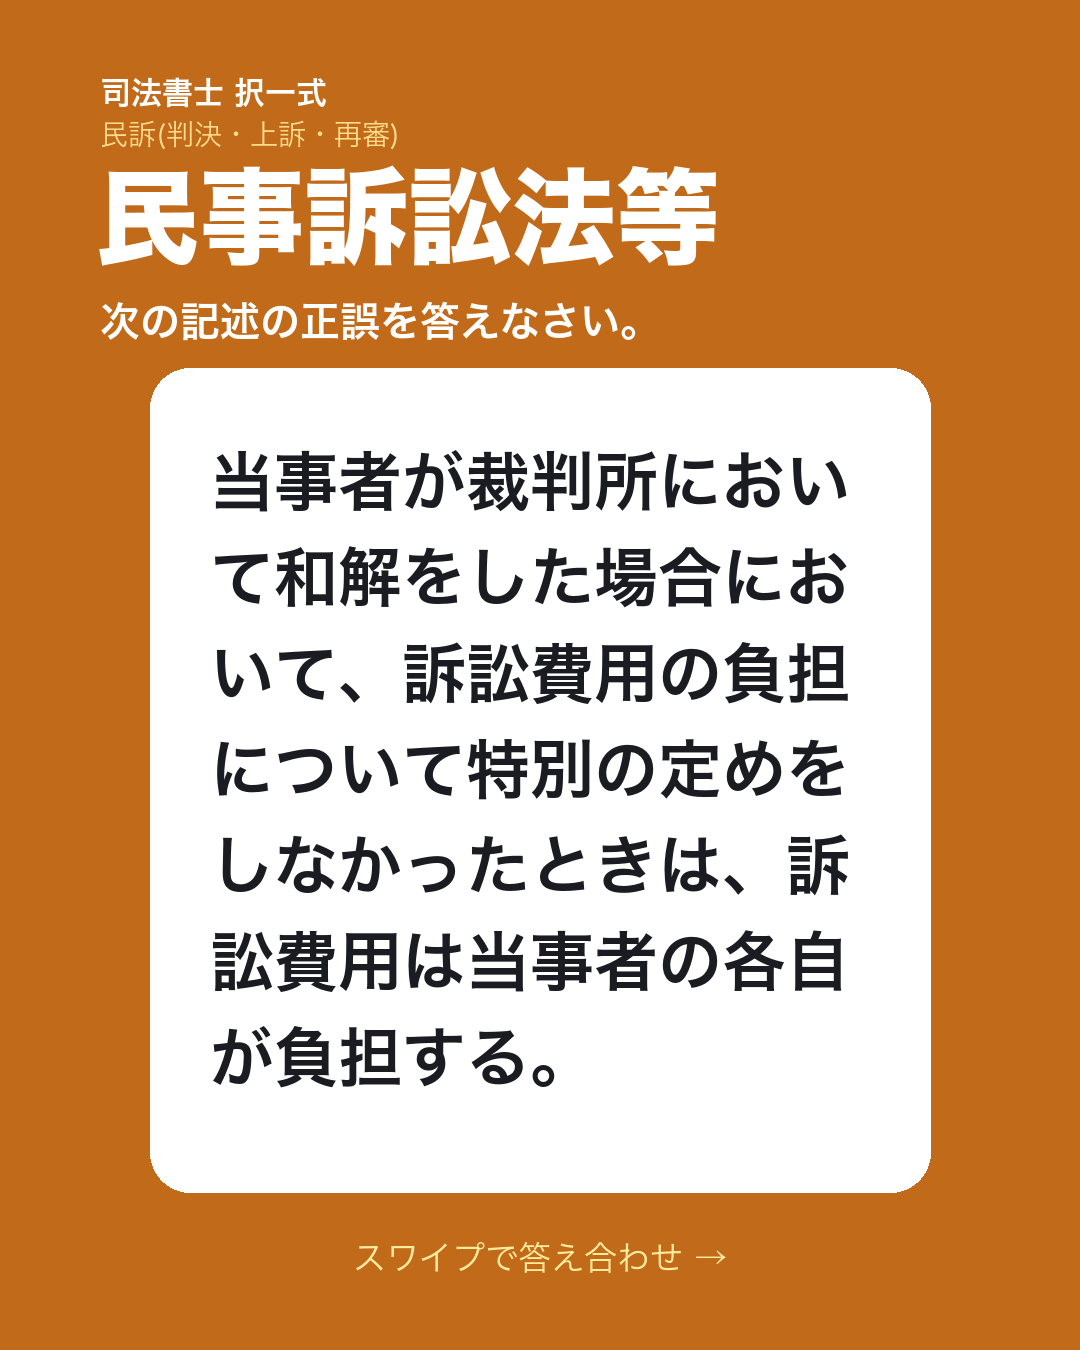 司法書士 択一式
民訴(判決・上訴・再審)
民事訴訟法等
次の記述の正誤を答えなさい。
当事者が裁判所におい
て和解をした場合にお
いて、訴訟費用の負担
について特別の定めを
しなかったときは、訴
訟費用は当事者の各自
が負担する。
スワイプで答え合わせ →